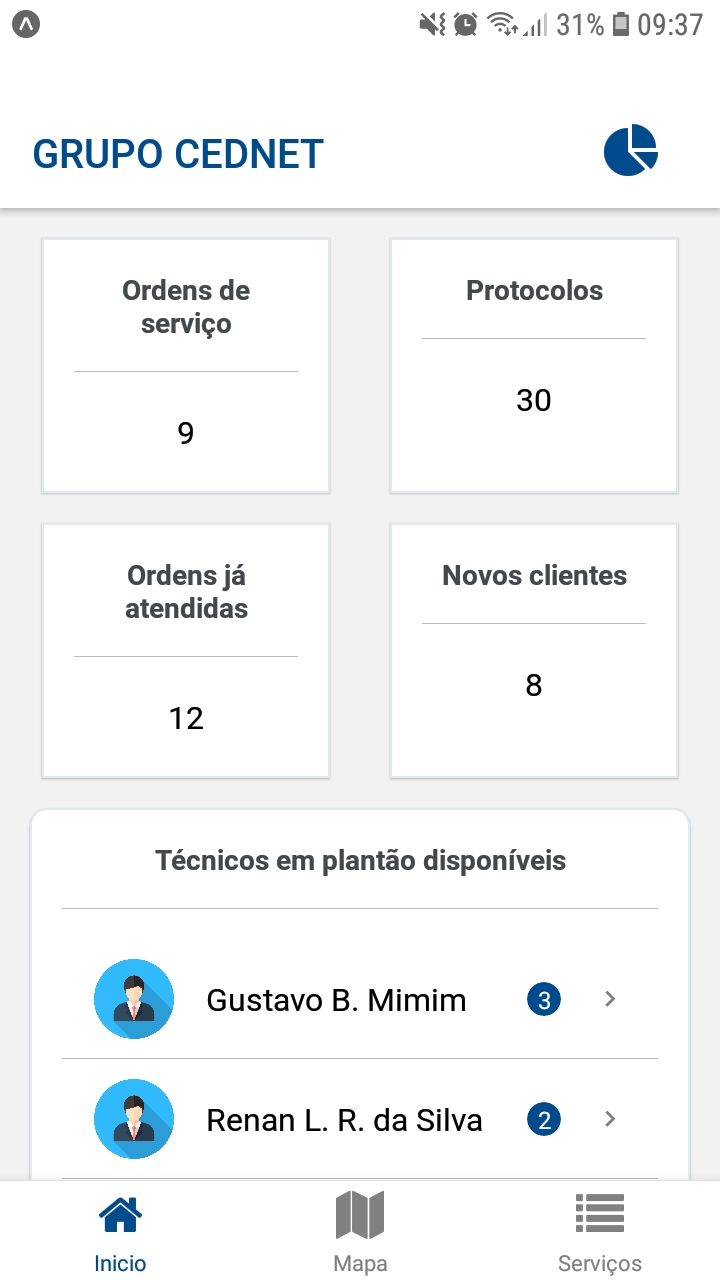 31% 09:37
GRUPO CEDNET
Ordens de
serviço
9
Protocolos
30
Ordens já
atendidas
12
Novos clientes
8
Técnicos em plantão disponíveis
Gustavo B. Mimim 3
Renan L. R. da Silva 2
Inicio Mapa Serviços